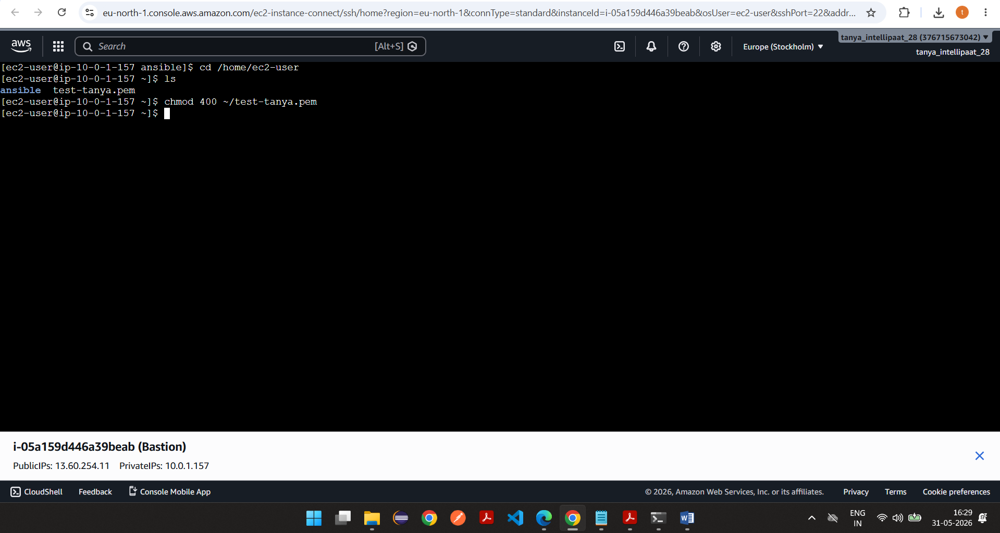 eu-north-1.console.aws.amazon.com/ec2-instance-connect/ssh/home?region=eu-north-1&connType=standard&instanceId=i-05a159d446a39beab&osUser=ec2-user&sshPort=22&addr...
t
aws
Search
[Alt+S]
Europe (Stockholm)
tanya_intellipaat_28 (376715673042)
tanya_intellipaat_28
[ec2-user@ip-10-0-1-157 ansible]$ cd /home/ec2-user
[ec2-user@ip-10-0-1-157 ~]$ ls
ansible  test-tanya.pem
[ec2-user@ip-10-0-1-157 ~]$ chmod 400 ~/test-tanya.pem
[ec2-user@ip-10-0-1-157 ~]$
i-05a159d446a39beab (Bastion)
PublicIPs: 13.60.254.11   PrivateIPs: 10.0.1.157
CloudShell   Feedback   Console Mobile App   © 2026, Amazon Web Services, Inc. or its affiliates.   Privacy   Terms   Cookie preferences
ENG
IN
16:29
31-05-2026